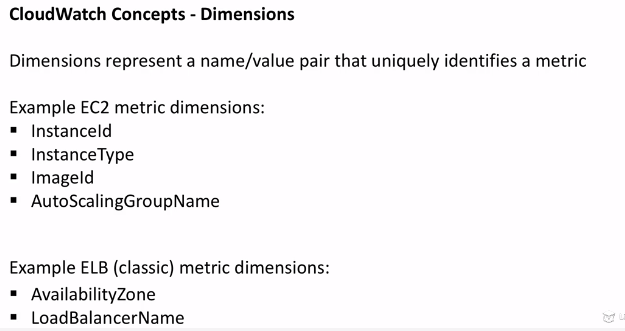 CloudWatch Concepts - Dimensions
Dimensions represent a name/value pair that uniquely identifies a metric
Example EC2 metric dimensions:
▪ InstanceId
▪ InstanceType
▪ ImageId
▪ AutoScalingGroupName
Example ELB (classic) metric dimensions:
▪ AvailabilityZone
▪ LoadBalancerName